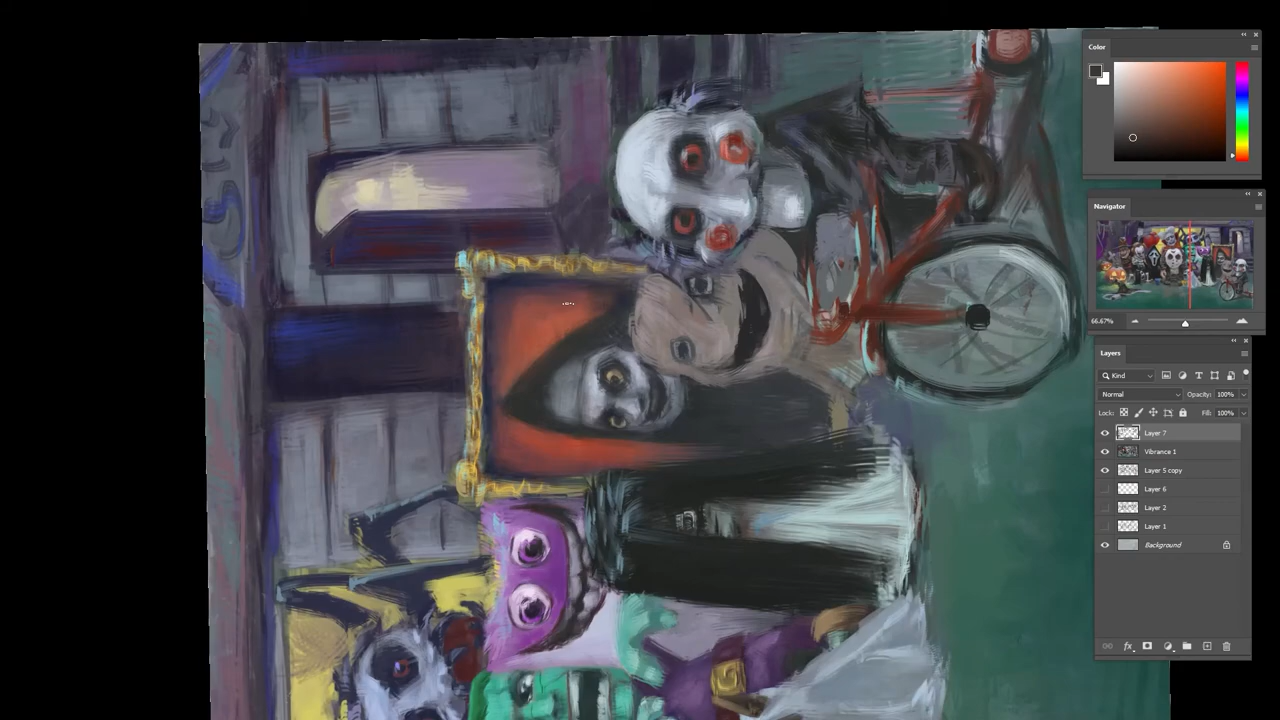 Color
Navigator
66.67%
Layers
Kind
Normal
Opacity: 100%
Lock:
Fill: 100%
Layer 7
Vibrance 1
Layer 5 copy
Layer 6
Layer 2
Layer 1
Background
fx